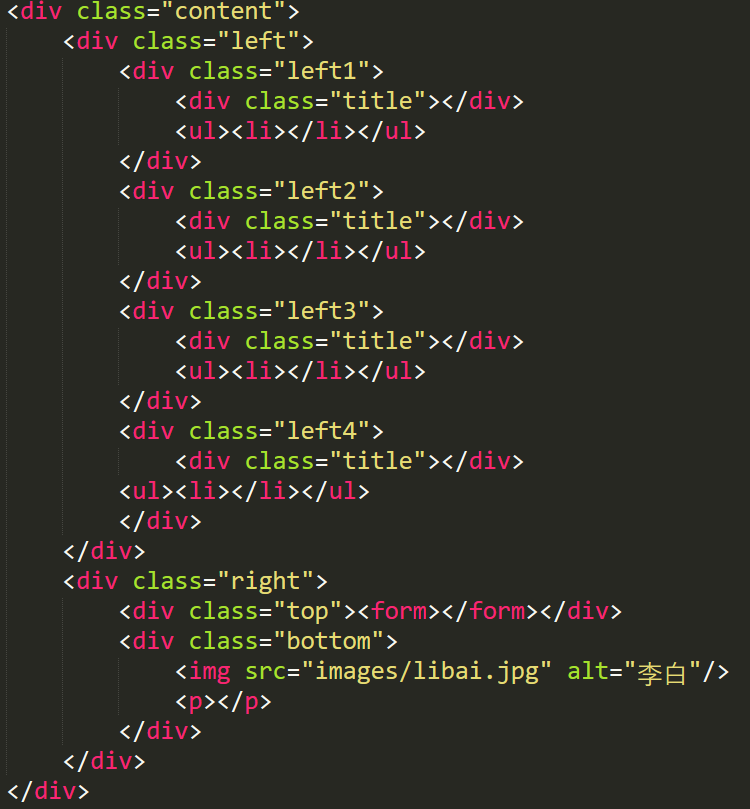 <div class="content">
    <div class="left">
        <div class="left1">
            <div class="title"></div>
            <ul><li></li></ul>
        </div>
        <div class="left2">
            <div class="title"></div>
            <ul><li></li></ul>
        </div>
        <div class="left3">
            <div class="title"></div>
            <ul><li></li></ul>
        </div>
        <div class="left4">
            <div class="title"></div>
        <ul><li></li></ul>
        </div>
    </div>
    <div class="right">
        <div class="top"><form></form></div>
        <div class="bottom">
            <img src="images/libai.jpg" alt="李白"/>
            <p></p>
        </div>
    </div>
</div>